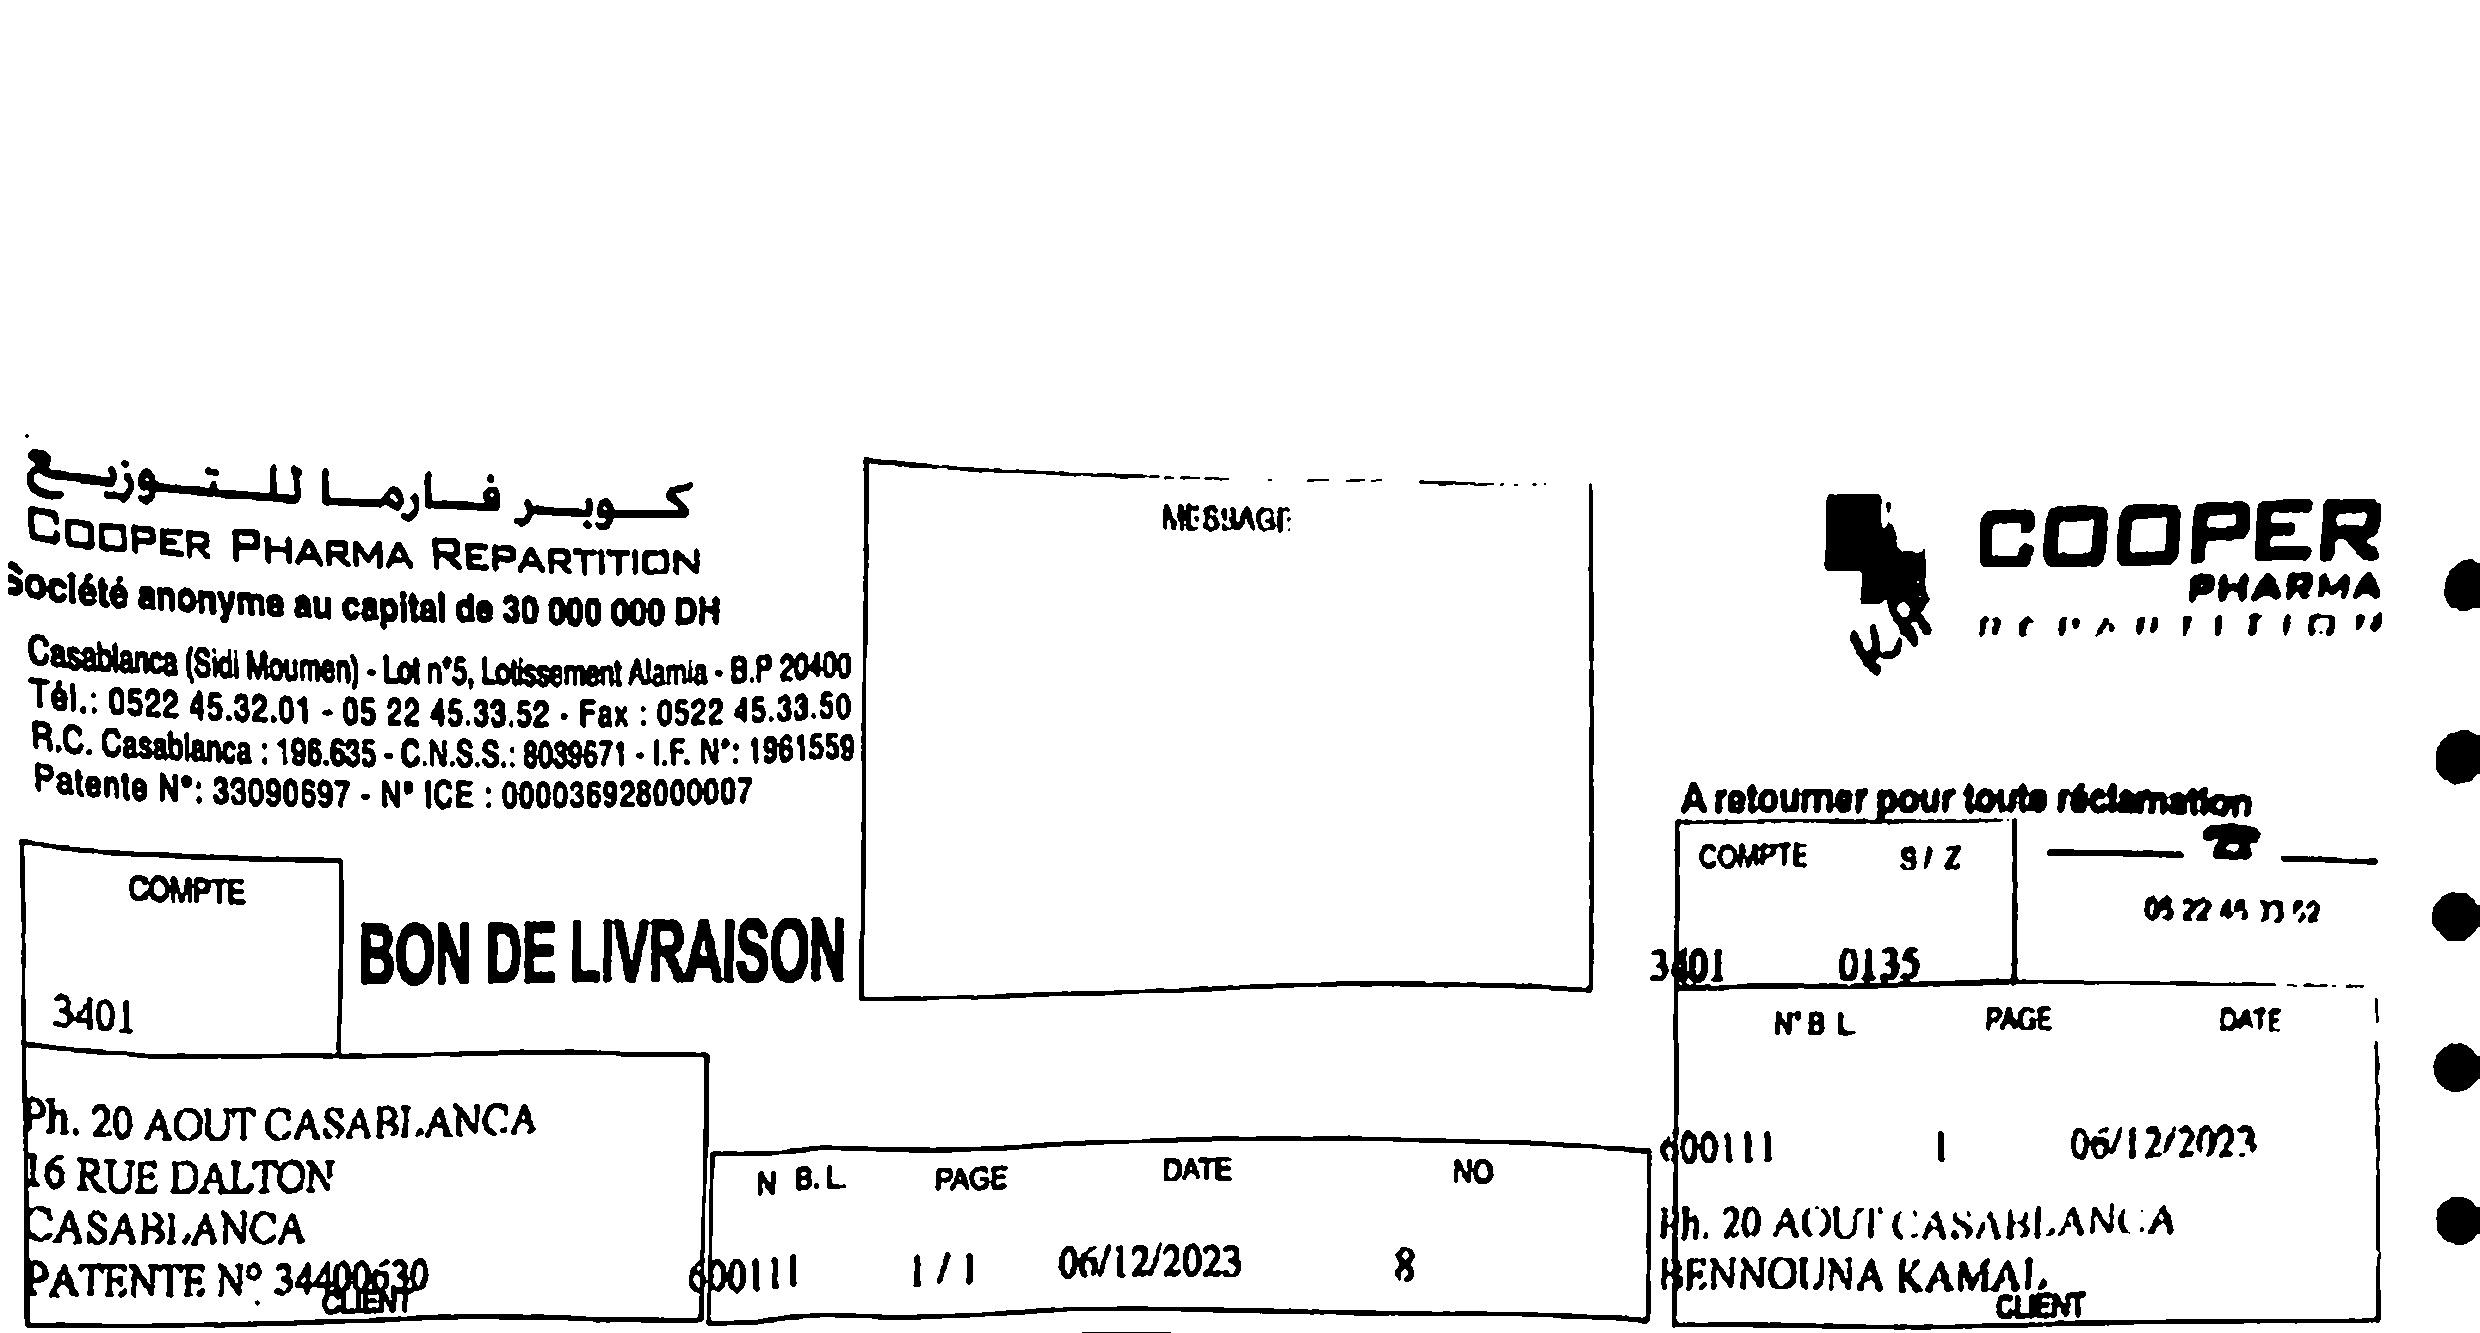 كوبر فارما للتوزيع
COOPER PHARMA REPARTITION
Société anonyme au capital de 30 000 000 DH
Casablanca (Sidi Moumen) - Lot n°5, Lotissement Alamia - B.P 20400
Tél.: 0522 45.32.01 - 05 22 45.33.52 - Fax : 0522 45.33.50
R.C. Casablanca : 196.635 - C.N.S.S.: 8039671 - I.F. N°: 1961559
Patente N°: 33090697 - N° ICE : 000036928000007
COMPTE
3401
BON DE LIVRAISON
Ph. 20 AOUT CASABLANCA
16 RUE DALTON
CASABLANCA
PATENTE N° 34400630
CLIENT
MESSAGE
N B.L PAGE DATE NO
600111 1 / 1 06/12/2023 8
COOPER
PHARMA
REPARTITION
A retourner pour toute réclamation
COMPTE S / Z
3401 0135
05 22 45 33 52
N° B L PAGE DATE
600111 1 06/12/2023
Ph. 20 AOUT CASABLANCA
BENNOUNA KAMAL
CLIENT